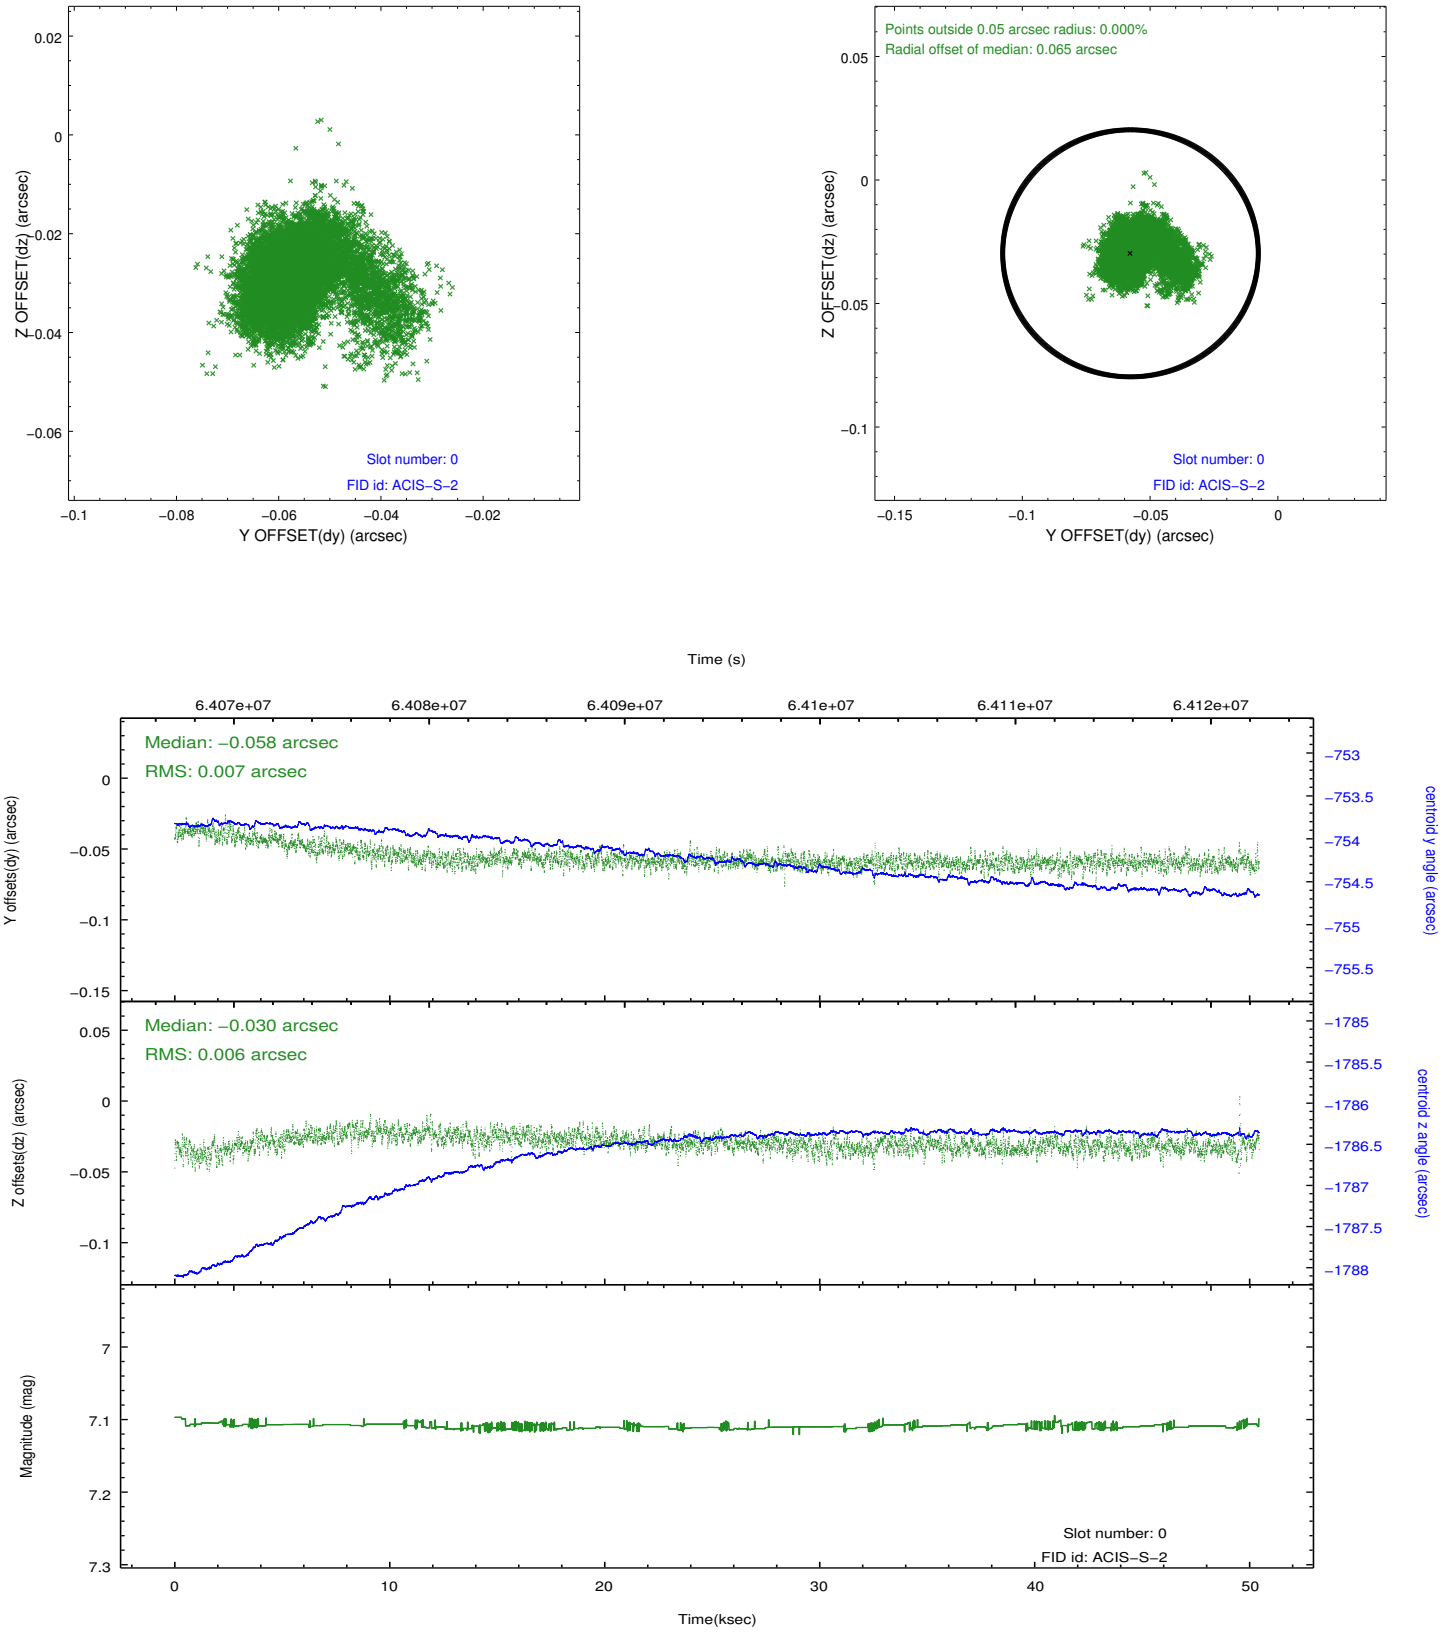 0.02
0
−0.02
−0.04
−0.06
Z OFFSET(dz) (arcsec)
Slot number: 0
FID id: ACIS−S−2
−0.1
−0.08
−0.06
−0.04
−0.02
Y OFFSET(dy) (arcsec)
Points outside 0.05 arcsec radius: 0.000%
Radial offset of median: 0.065 arcsec
0.05
0
−0.05
−0.1
Z OFFSET(dz) (arcsec)
Slot number: 0
FID id: ACIS−S−2
−0.15
−0.1
−0.05
0
Y OFFSET(dy) (arcsec)
Time (s)
6.407e+07
6.408e+07
6.409e+07
6.41e+07
6.411e+07
6.412e+07
Median: −0.058 arcsec
RMS: 0.007 arcsec
0
−0.05
−0.1
−0.15
Y offsets(dy) (arcsec)
−753
−753.5
−754
−754.5
−755
−755.5
centroid y angle (arcsec)
Median: −0.030 arcsec
RMS: 0.006 arcsec
0.05
0
−0.05
−0.1
Z offsets(dz) (arcsec)
−1785
−1785.5
−1786
−1786.5
−1787
−1787.5
−1788
centroid z angle (arcsec)
7
7.1
7.2
7.3
Magnitude (mag)
Slot number: 0
FID id: ACIS−S−2
0
10
20
30
40
50
Time(ksec)